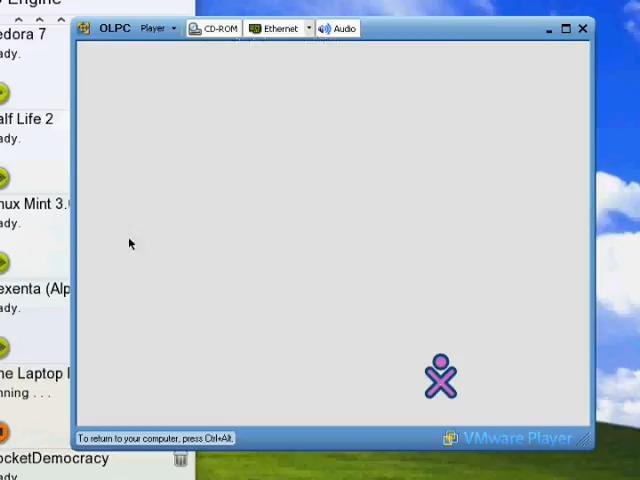 Engine
edora 7
ady.
alf Life 2
ady.
nux Mint 3.
ady.
exenta (Alp
ady.
ne Laptop
nning . . .
ocketDemocracy
ady.
OLPC Player CD-ROM Ethernet Audio
To return to your computer, press Ctrl+Alt.
VMware Player